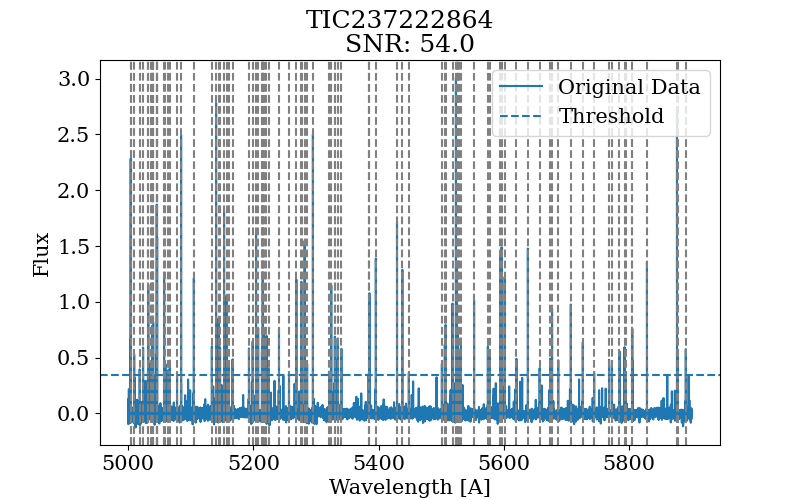 TIC237222864
SNR: 54.0
Original Data
Threshold
3.0
2.5
2.0
1.5
1.0
0.5
0.0
Flux
5000 5200 5400 5600 5800
Wavelength [A]